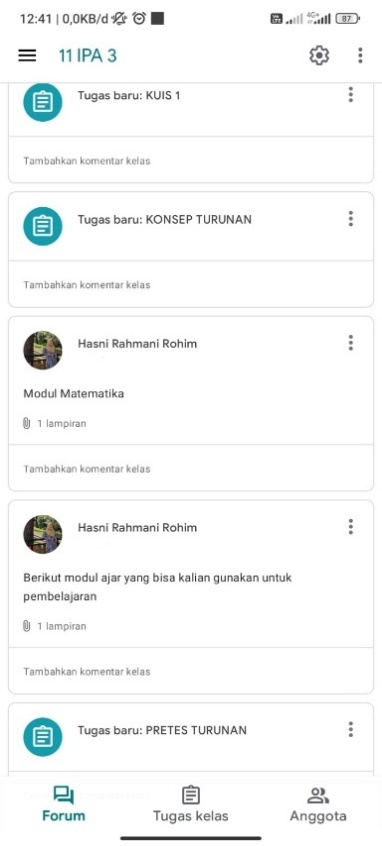 12:41 | 0,0KB/d
4G+
87
11 IPA 3
Tugas baru: KUIS 1
Tambahkan komentar kelas
Tugas baru: KONSEP TURUNAN
Tambahkan komentar kelas
Hasni Rahmani Rohim
Modul Matematika
1 lampiran
Tambahkan komentar kelas
Hasni Rahmani Rohim
Berikut modul ajar yang bisa kalian gunakan untuk
pembelajaran
1 lampiran
Tambahkan komentar kelas
Tugas baru: PRETES TURUNAN
Forum
Tugas kelas
Anggota